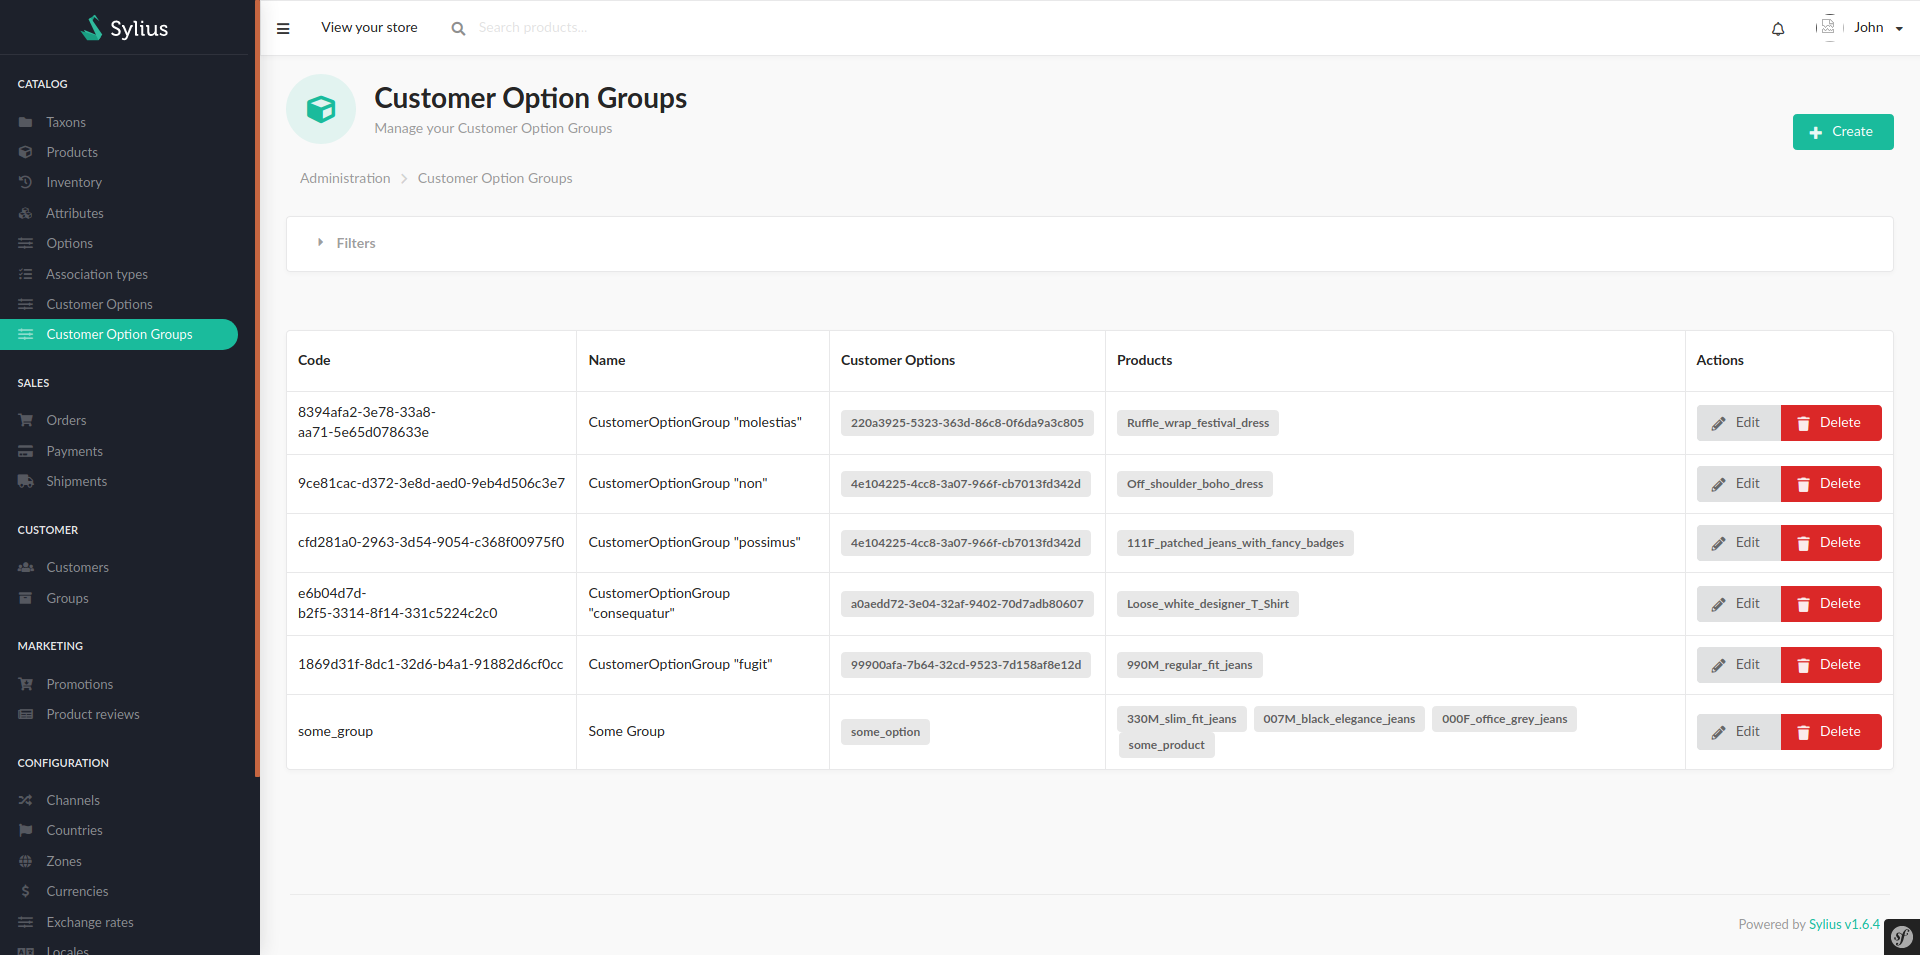 Sylius
View your store
Search products...
John
CATALOG
Taxons
Products
Inventory
Attributes
Options
Association types
Customer Options
Customer Option Groups
SALES
Orders
Payments
Shipments
CUSTOMER
Customers
Groups
MARKETING
Promotions
Product reviews
CONFIGURATION
Channels
Countries
Zones
Currencies
Exchange rates
Locales
Customer Option Groups
Manage your Customer Option Groups
Create
Administration Customer Option Groups
Filters
Code Name Customer Options Products Actions
8394afa2-3e78-33a8-
aa71-5e65d078633e
CustomerOptionGroup "molestias"
220a3925-5323-363d-86c8-0f6da9a3c805
Ruffle_wrap_festival_dress
Edit Delete
9ce81cac-d372-3e8d-aed0-9eb4d506c3e7
CustomerOptionGroup "non"
4e104225-4cc8-3a07-966f-cb7013fd342d
Off_shoulder_boho_dress
Edit Delete
cfd281a0-2963-3d54-9054-c368f00975f0
CustomerOptionGroup "possimus"
4e104225-4cc8-3a07-966f-cb7013fd342d
111F_patched_jeans_with_fancy_badges
Edit Delete
e6b04d7d-
b2f5-3314-8f14-331c5224c2c0
CustomerOptionGroup
"consequatur"
a0aedd72-3e04-32af-9402-70d7adb80607
Loose_white_designer_T_Shirt
Edit Delete
1869d31f-8dc1-32d6-b4a1-91882d6cf0cc
CustomerOptionGroup "fugit"
99900afa-7b64-32cd-9523-7d158af8e12d
990M_regular_fit_jeans
Edit Delete
some_group
Some Group
some_option
330M_slim_fit_jeans 007M_black_elegance_jeans 000F_office_grey_jeans
some_product
Edit Delete
Powered by Sylius v1.6.4
sf